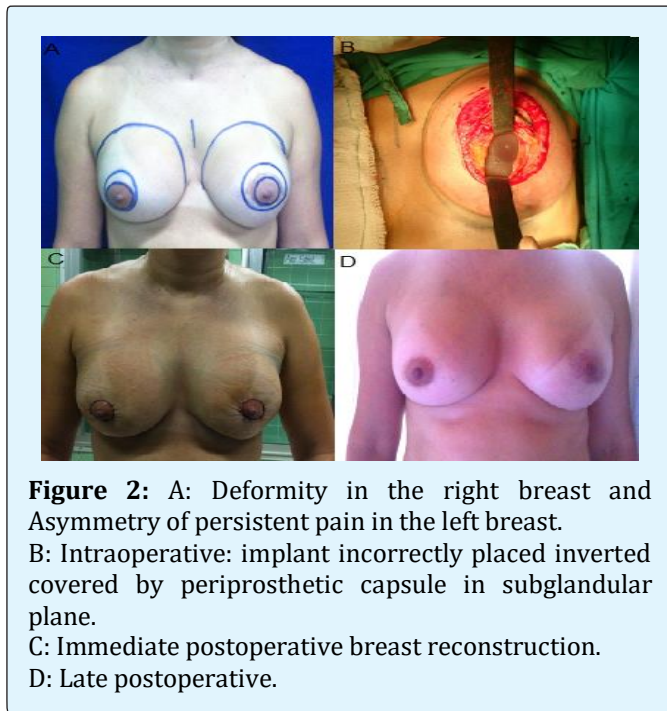 A
B
C
D
Figure 2: A: Deformity in the right breast and
Asymmetry of persistent pain in the left breast.
B: Intraoperative: implant incorrectly placed inverted
covered by periprosthetic capsule in subglandular
plane.
C: Immediate postoperative breast reconstruction.
D: Late postoperative.